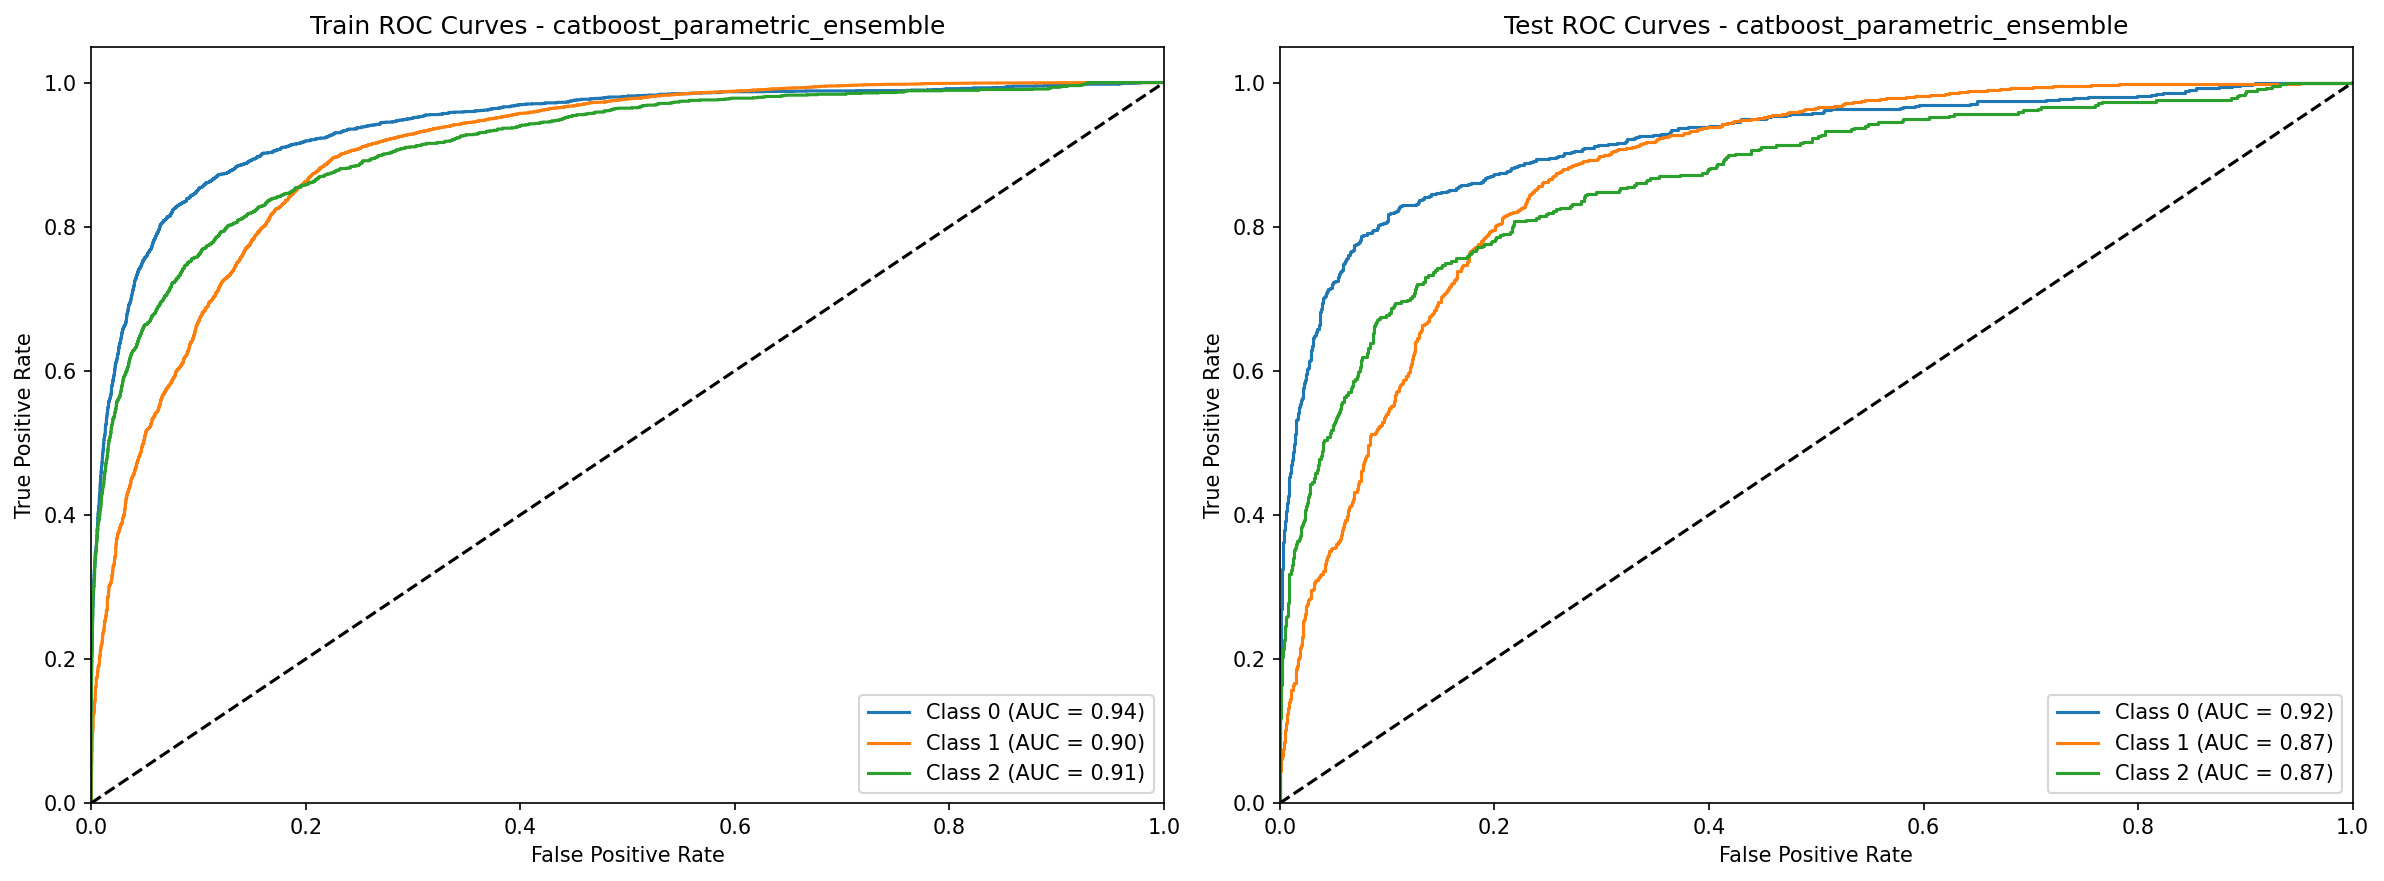 Train ROC Curves - catboost_parametric_ensemble
True Positive Rate
1.0
0.8
0.6
0.4
0.2
0.0
0.0 0.2 0.4 0.6 0.8 1.0
False Positive Rate
Class 0 (AUC = 0.94)
Class 1 (AUC = 0.90)
Class 2 (AUC = 0.91)
Test ROC Curves - catboost_parametric_ensemble
True Positive Rate
1.0
0.8
0.6
0.4
0.2
0.0
0.0 0.2 0.4 0.6 0.8 1.0
False Positive Rate
Class 0 (AUC = 0.92)
Class 1 (AUC = 0.87)
Class 2 (AUC = 0.87)